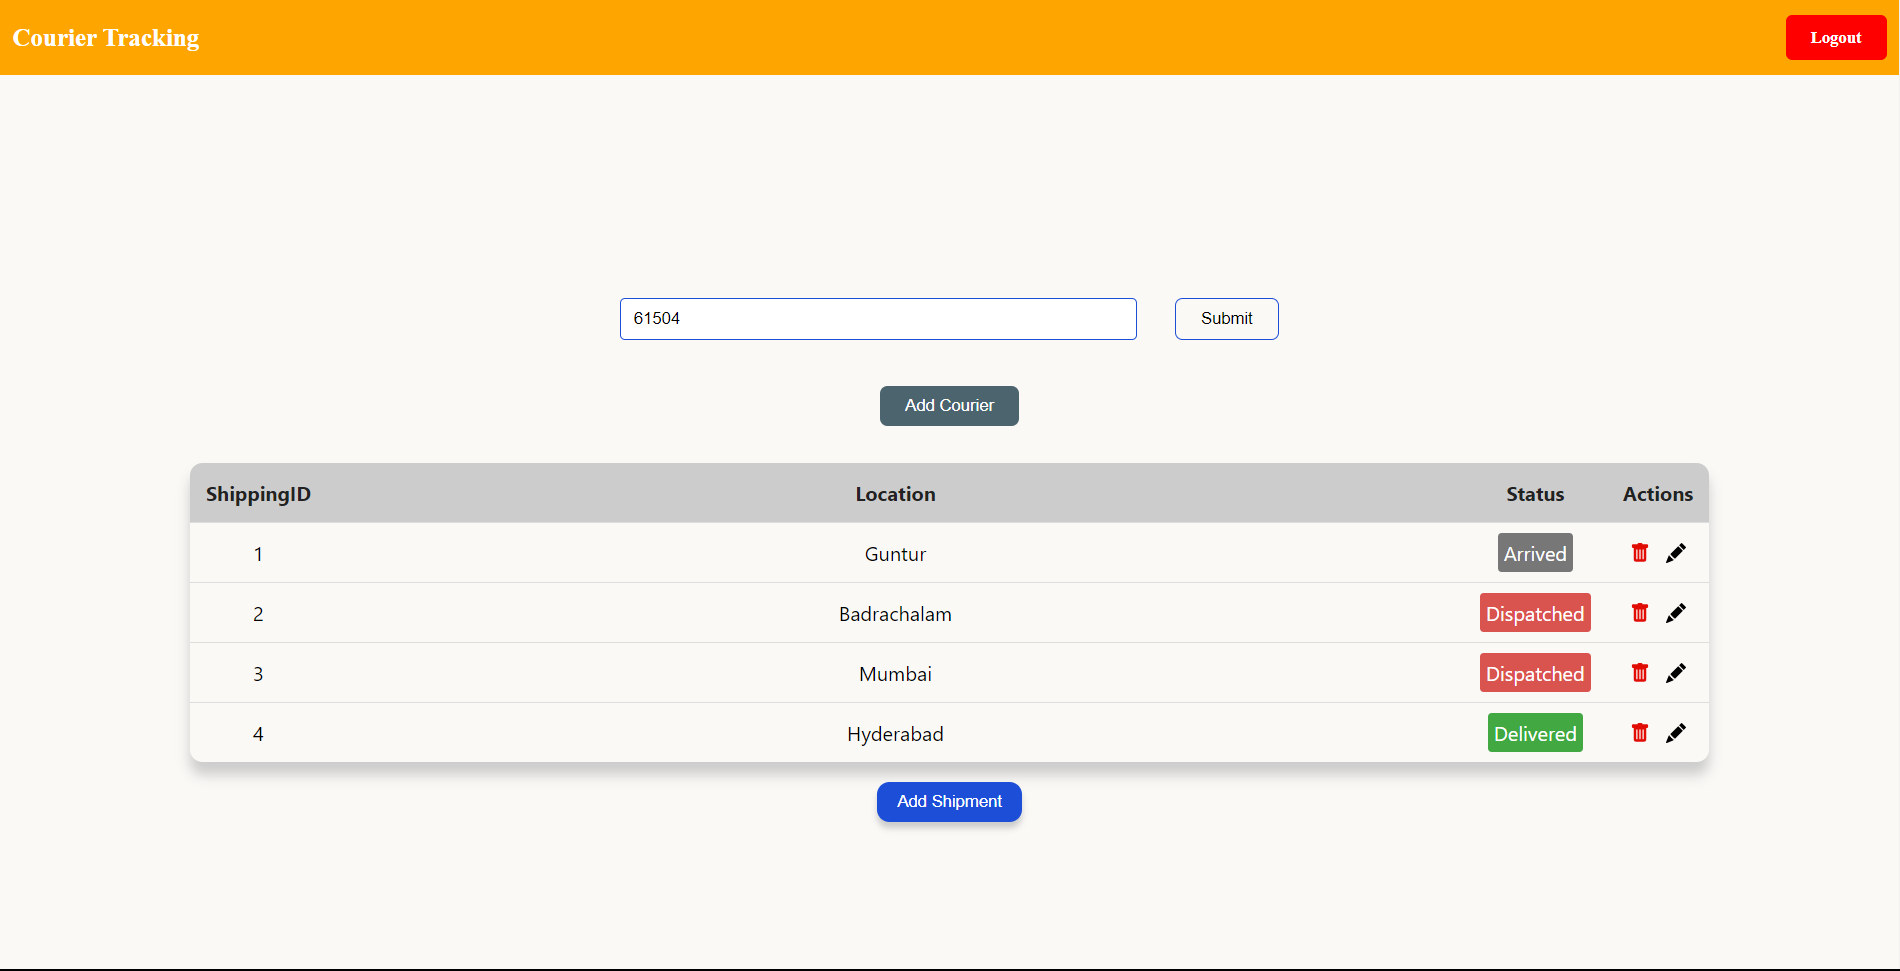 Courier Tracking Logout
61504 Submit
Add Courier
ShippingID Location Status Actions
1 Guntur Arrived
2 Badrachalam Dispatched
3 Mumbai Dispatched
4 Hyderabad Delivered
Add Shipment